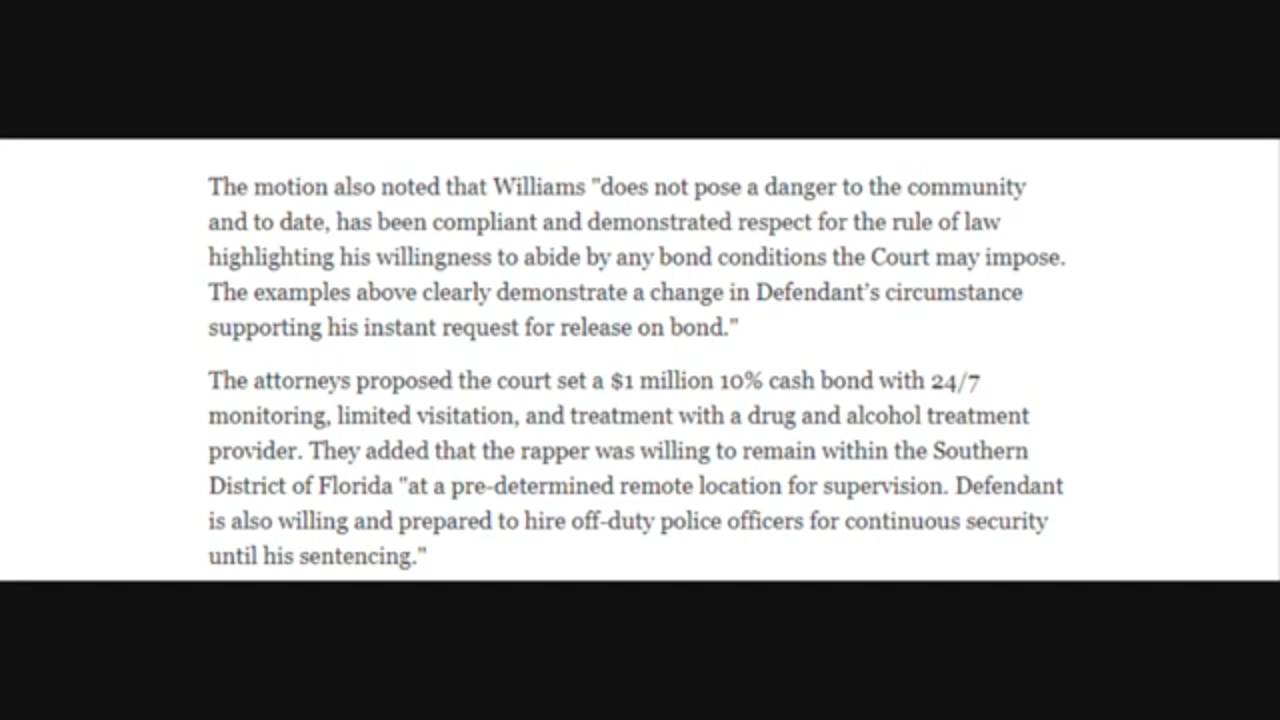 The motion also noted that Williams "does not pose a danger to the community
and to date, has been compliant and demonstrated respect for the rule of law
highlighting his willingness to abide by any bond conditions the Court may impose.
The examples above clearly demonstrate a change in Defendant's circumstance
supporting his instant request for release on bond."
The attorneys proposed the court set a $1 million 10% cash bond with 24/7
monitoring, limited visitation, and treatment with a drug and alcohol treatment
provider. They added that the rapper was willing to remain within the Southern
District of Florida "at a pre-determined remote location for supervision. Defendant
is also willing and prepared to hire off-duty police officers for continuous security
until his sentencing."